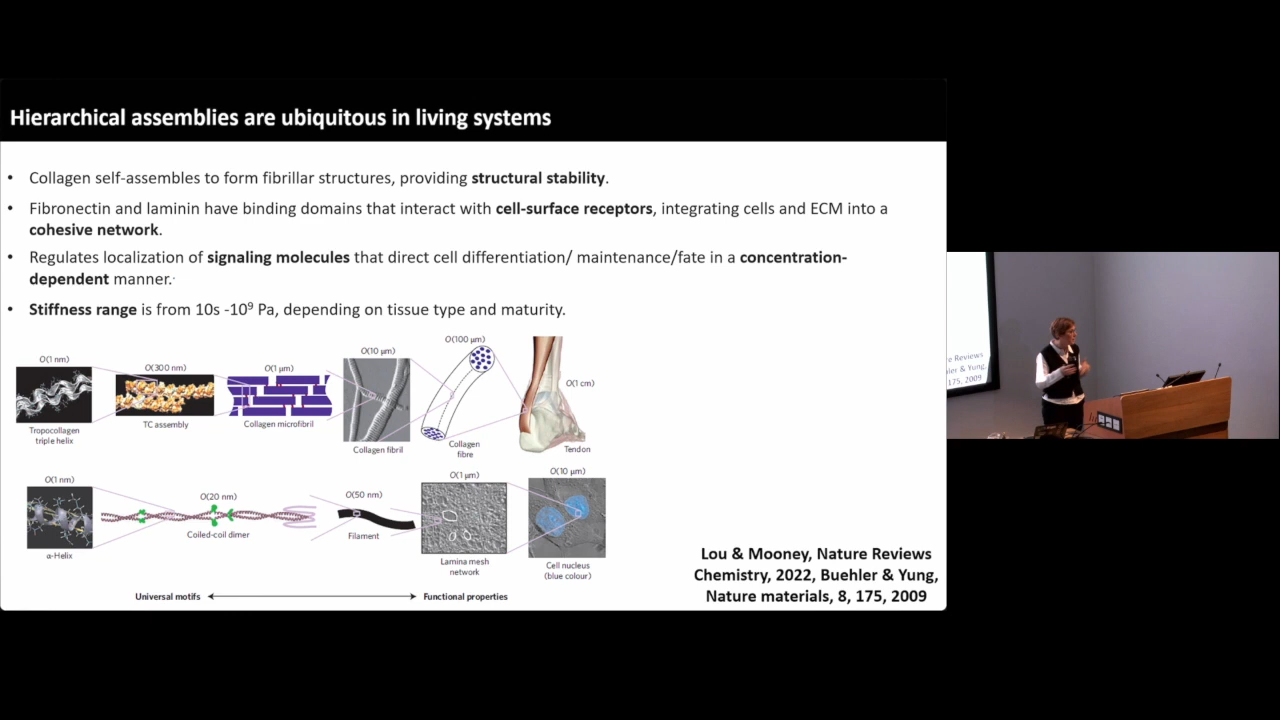 Hierarchical assemblies are ubiquitous in living systems
• Collagen self-assembles to form fibrillar structures, providing structural stability.
• Fibronectin and laminin have binding domains that interact with cell-surface receptors, integrating cells and ECM into a
cohesive network.
• Regulates localization of signaling molecules that direct cell differentiation/ maintenance/fate in a concentration-
dependent manner.
• Stiffness range is from 10s -10⁹ Pa, depending on tissue type and maturity.
O(1 nm)
Tropocollagen
triple helix
O(300 nm)
TC assembly
O(1 µm)
Collagen microfibril
O(10 µm)
Collagen fibril
O(100 µm)
Collagen
fibre
O(1 cm)
Tendon
O(1 nm)
α-Helix
O(20 nm)
Coiled-coil dimer
O(50 nm)
Filament
O(1 µm)
Lamina mesh
network
O(10 µm)
Cell nucleus
(blue colour)
Universal motifs
Functional properties
Lou & Mooney, Nature Reviews
Chemistry, 2022, Buehler & Yung,
Nature materials, 8, 175, 2009
re Reviews
hler & Yung,
175, 2009